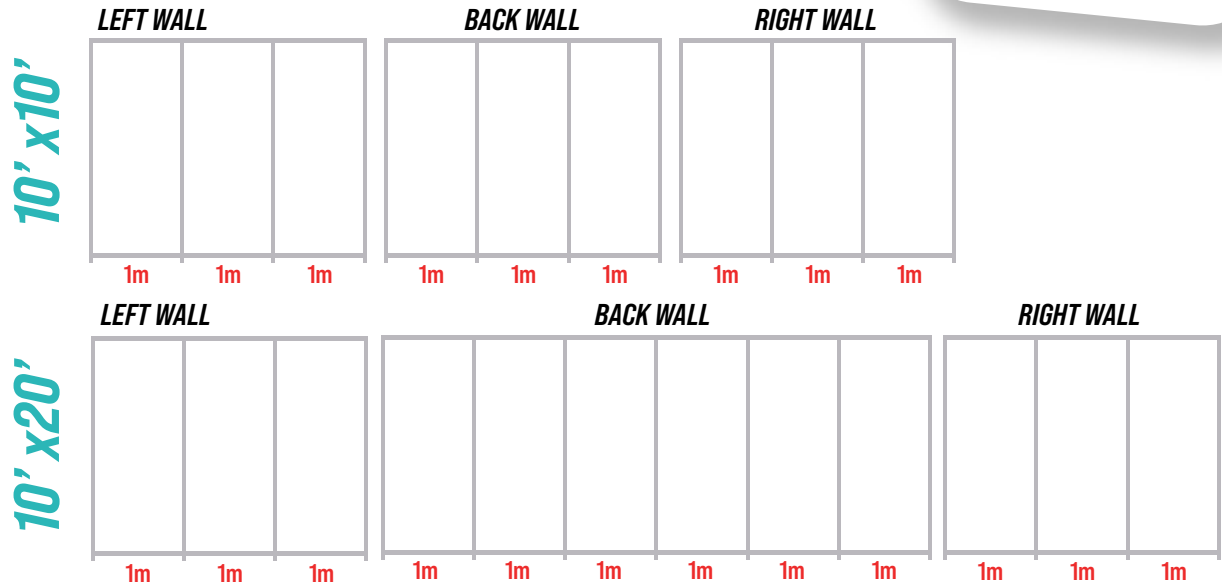 LEFT WALL BACK WALL RIGHT WALL
10' x10'
1m 1m 1m 1m 1m 1m 1m 1m 1m
LEFT WALL BACK WALL RIGHT WALL
10' x20'
1m 1m 1m 1m 1m 1m 1m 1m 1m 1m 1m 1m